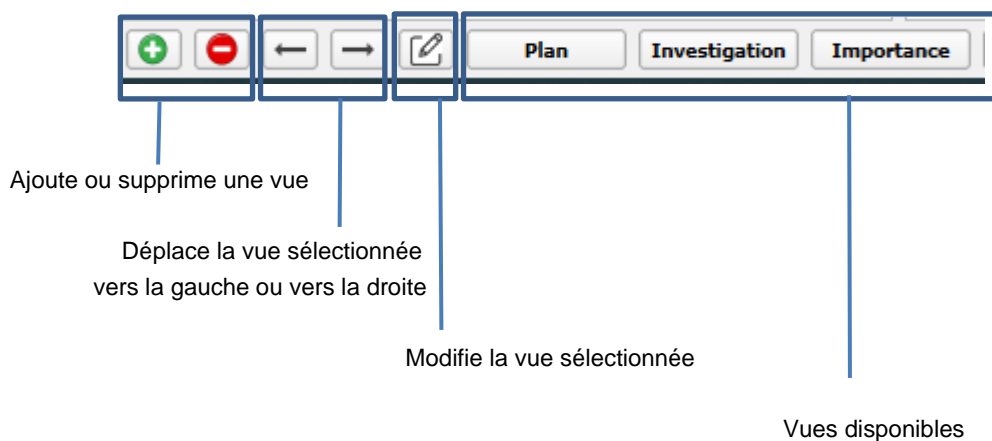 Plan Investigation Importance
Ajoute ou supprime une vue
Déplace la vue sélectionnée
vers la gauche ou vers la droite
Modifie la vue sélectionnée
Vues disponibles